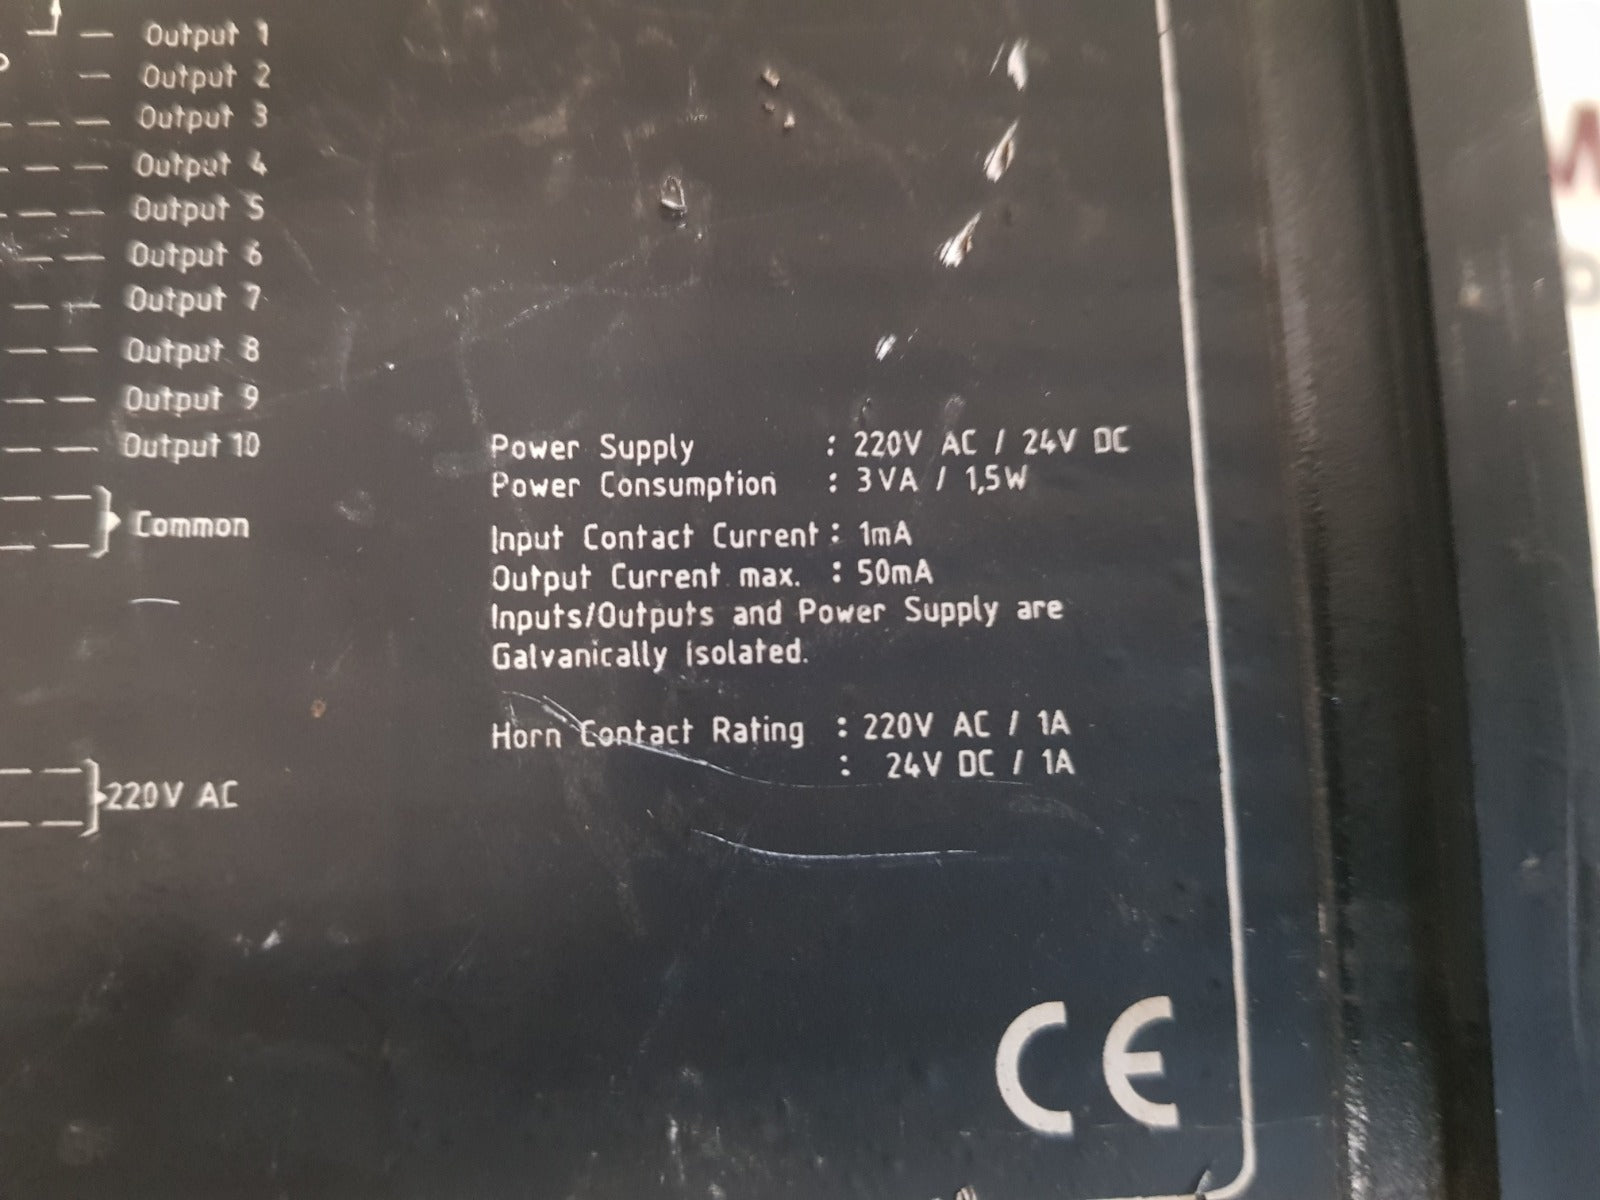 Output 1
Output 2
Output 3
Output 4
Output 5
Output 6
Output 7
Output 8
Output 9
Output 10
Common
220V AC
Power Supply : 220V AC / 24V DC
Power Consumption : 3VA / 1,5W
Input Contact Current : 1mA
Output Current max. : 50mA
Inputs/Outputs and Power Supply are
Galvanically isolated.
Horn Contact Rating : 220V AC / 1A
: 24V DC / 1A
CE